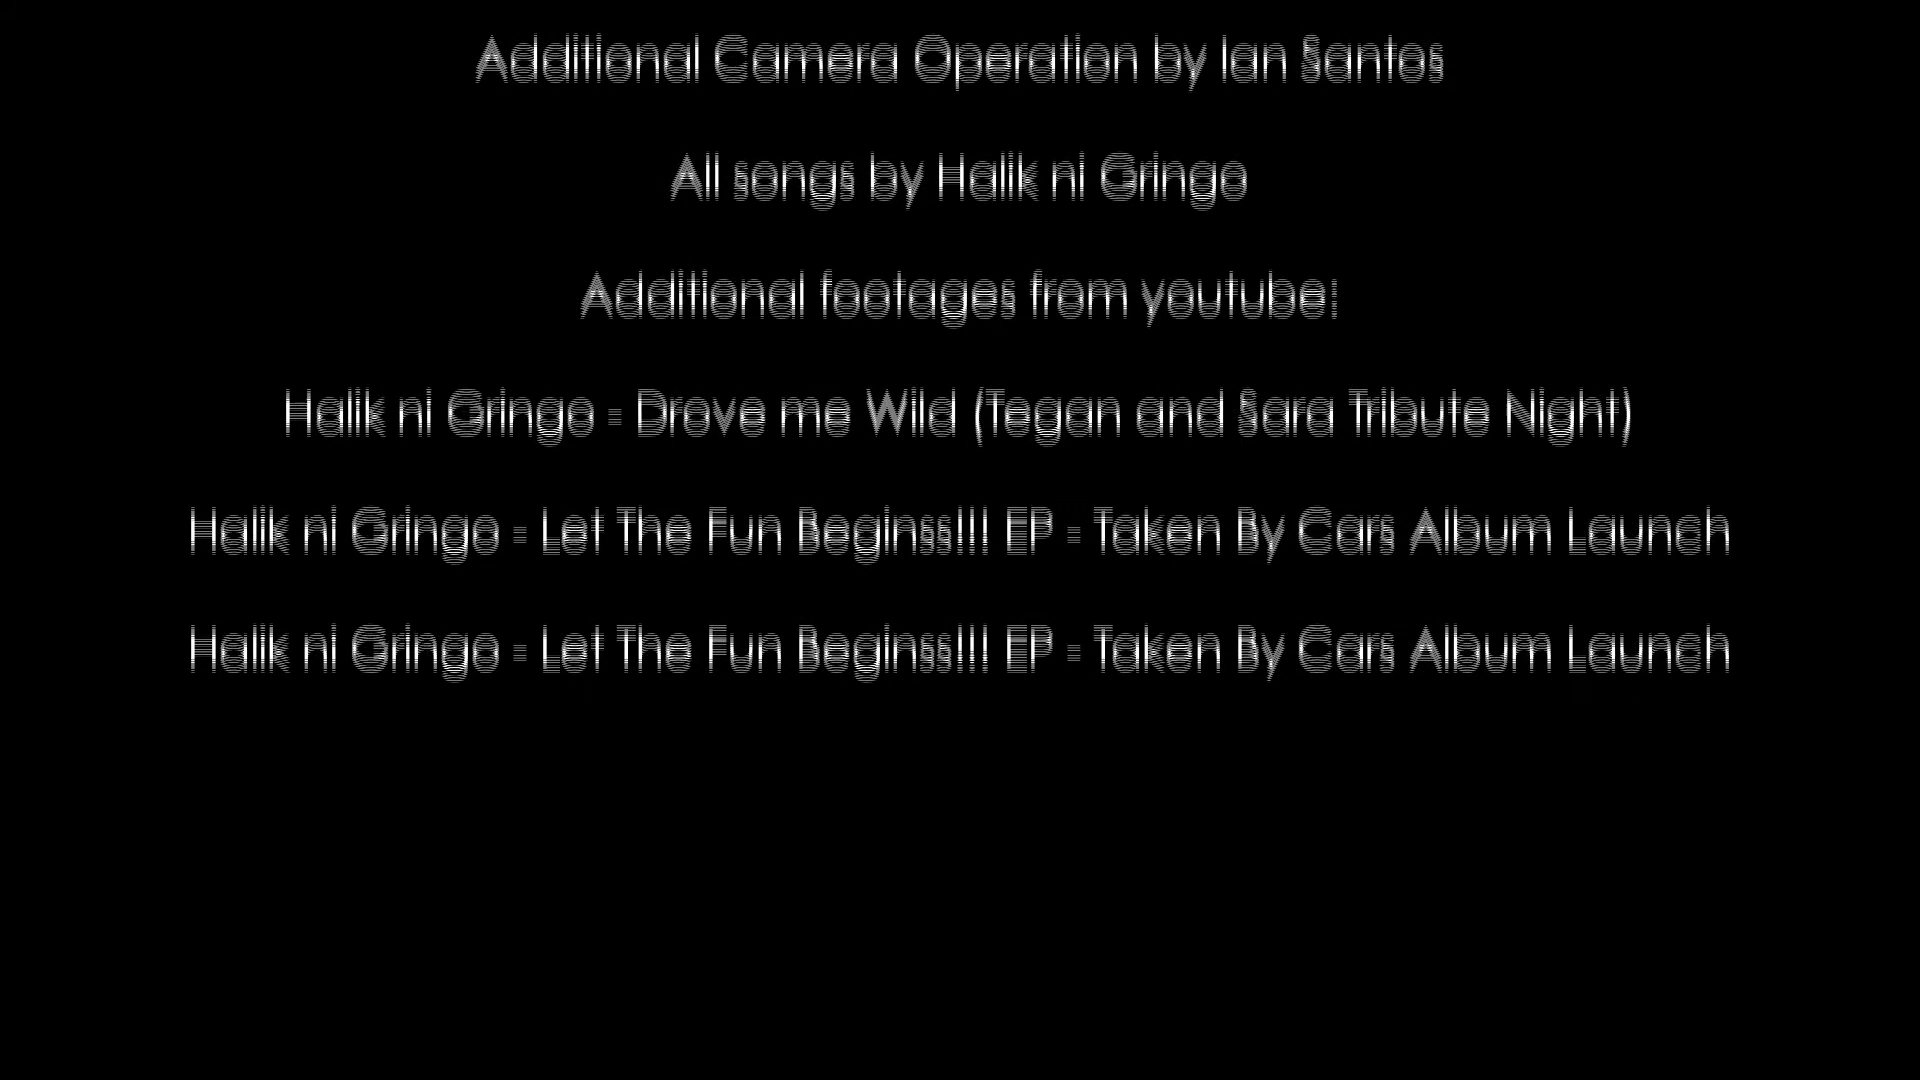 Additional Camera Operation by Ian Santos
All songs by Halik ni Gringo
Additional footages from youtube:
Halik ni Gringo - Drove me Wild (Tegan and Sara Tribute Night)
Halik ni Gringo - Let The Fun Beginss!!! EP - Taken By Cars Album Launch
Halik ni Gringo - Let The Fun Beginss!!! EP - Taken By Cars Album Launch